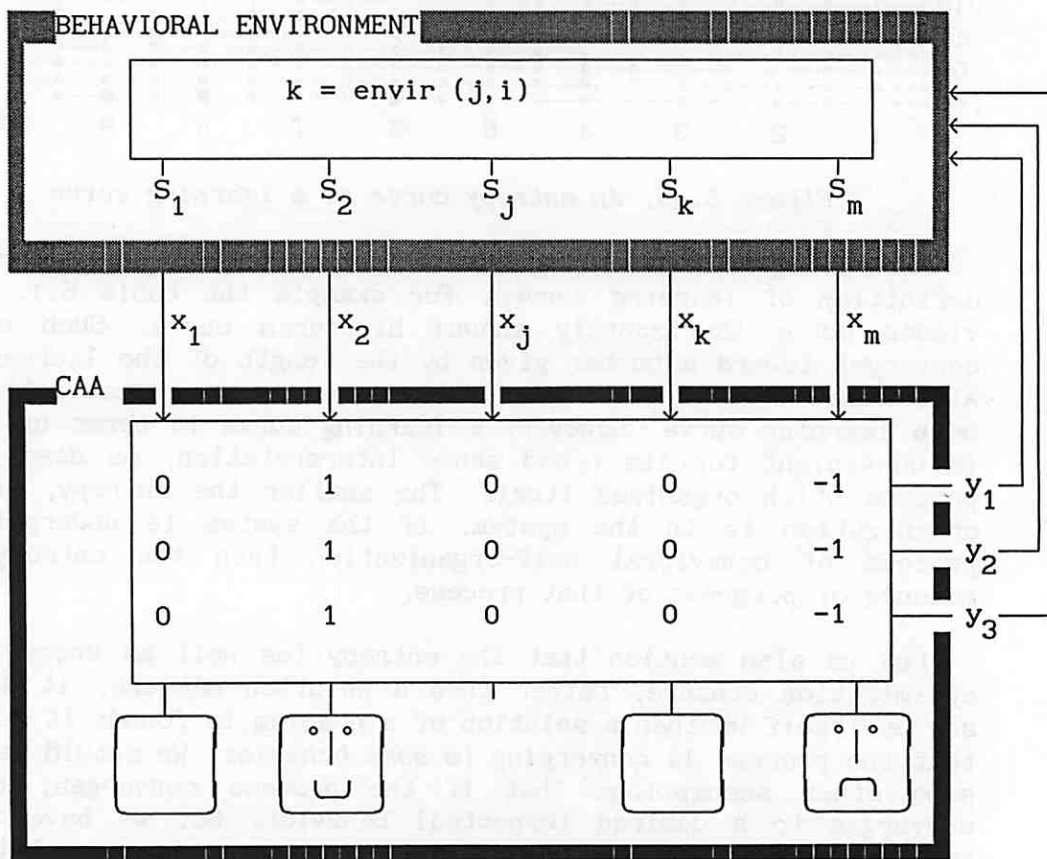 BEHAVIORAL ENVIRONMENT
k = envir (j,i)
S₁ S₂ Sⱼ Sₖ Sₘ
x₁ x₂ xⱼ xₖ xₘ
CAA
0 1 0 0 -1 y₁
0 1 0 0 -1 y₂
0 1 0 0 -1 y₃